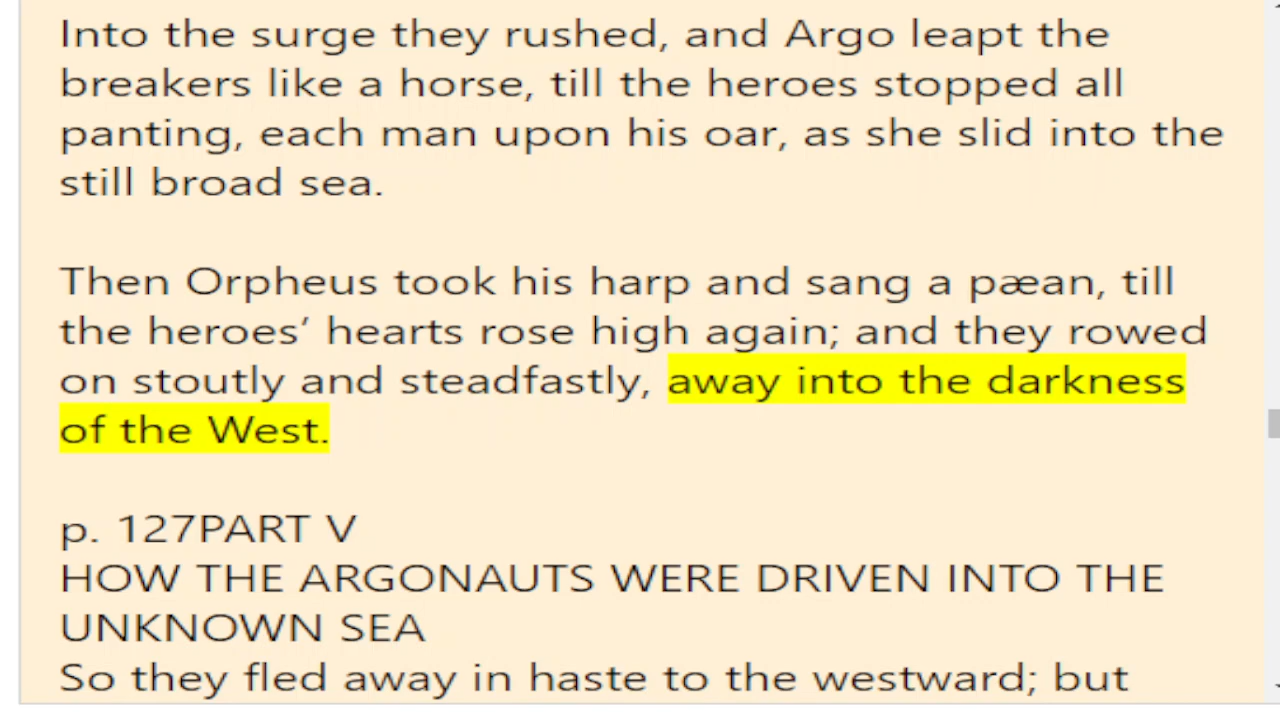 Into the surge they rushed, and Argo leapt the
breakers like a horse, till the heroes stopped all
panting, each man upon his oar, as she slid into the
still broad sea.
Then Orpheus took his harp and sang a pæan, till
the heroes’ hearts rose high again; and they rowed
on stoutly and steadfastly, away into the darkness
of the West.
p. 127PART V
HOW THE ARGONAUTS WERE DRIVEN INTO THE
UNKNOWN SEA
So they fled away in haste to the westward; but